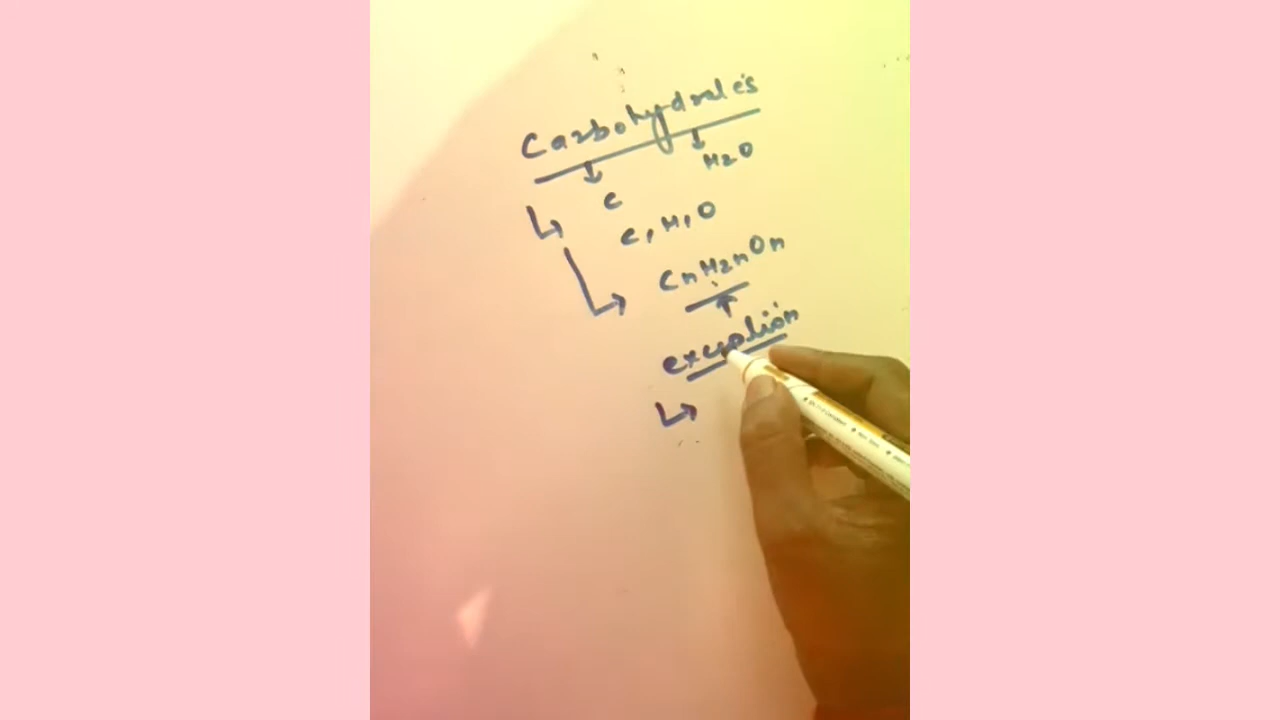 Carbohydrates
H2O
C
C, H, O
CnH2nOn
exception